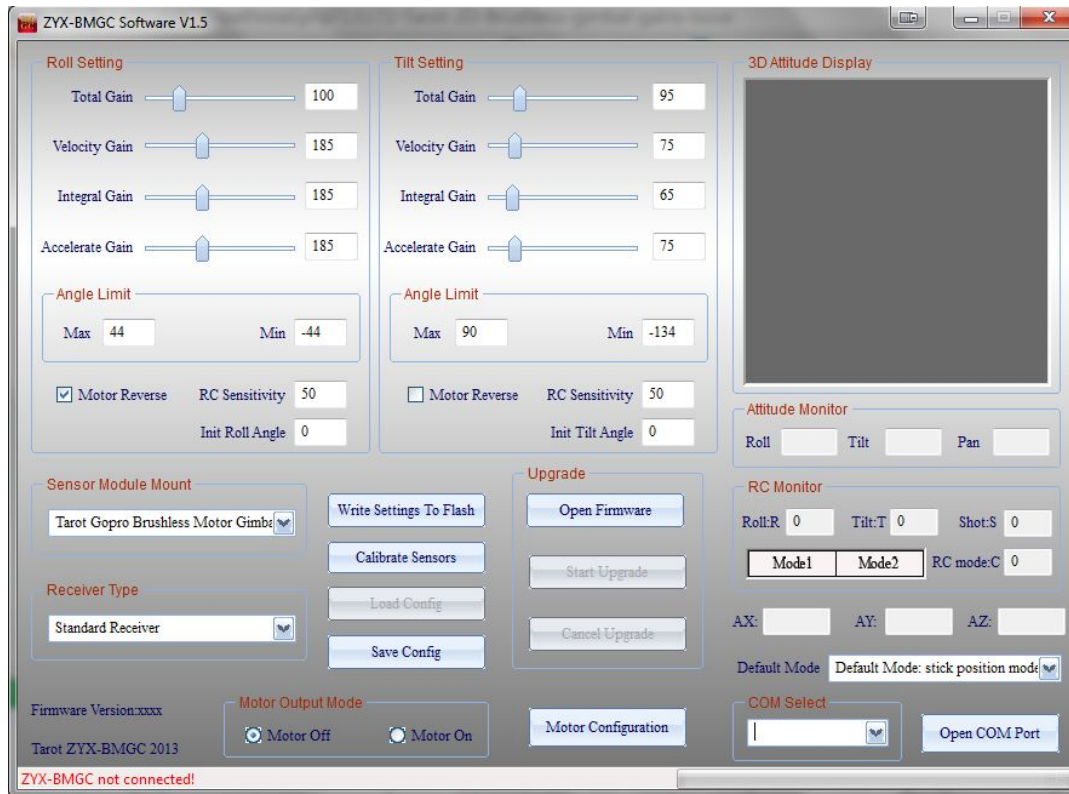 ZYX-BMGC Software V1.5
Roll Setting
Total Gain 100
Velocity Gain 185
Integral Gain 185
Accelerate Gain 185
Angle Limit
Max 44 Min -44
Motor Reverse RC Sensitivity 50
Init Roll Angle 0
Tilt Setting
Total Gain 95
Velocity Gain 75
Integral Gain 65
Accelerate Gain 75
Angle Limit
Max 90 Min -134
Motor Reverse RC Sensitivity 50
Init Tilt Angle 0
3D Attitude Display
Attitude Monitor
Roll Tilt Pan
RC Monitor
Roll:R 0 Tilt:T 0 Shot:S 0
Mode1 Mode2 RC mode:C 0
AX: AY: AZ:
Default Mode Default Mode: stick position mode
COM Select
Open COM Port
Sensor Module Mount
Tarot Gopro Brushless Motor Gimba
Receiver Type
Standard Receiver
Write Settings To Flash
Calibrate Sensors
Load Config
Save Config
Upgrade
Open Firmware
Start Upgrade
Cancel Upgrade
Firmware Version:xxxx
Tarot ZYX-BMGC 2013
Motor Output Mode
Motor Off Motor On
Motor Configuration
ZYX-BMGC not connected!